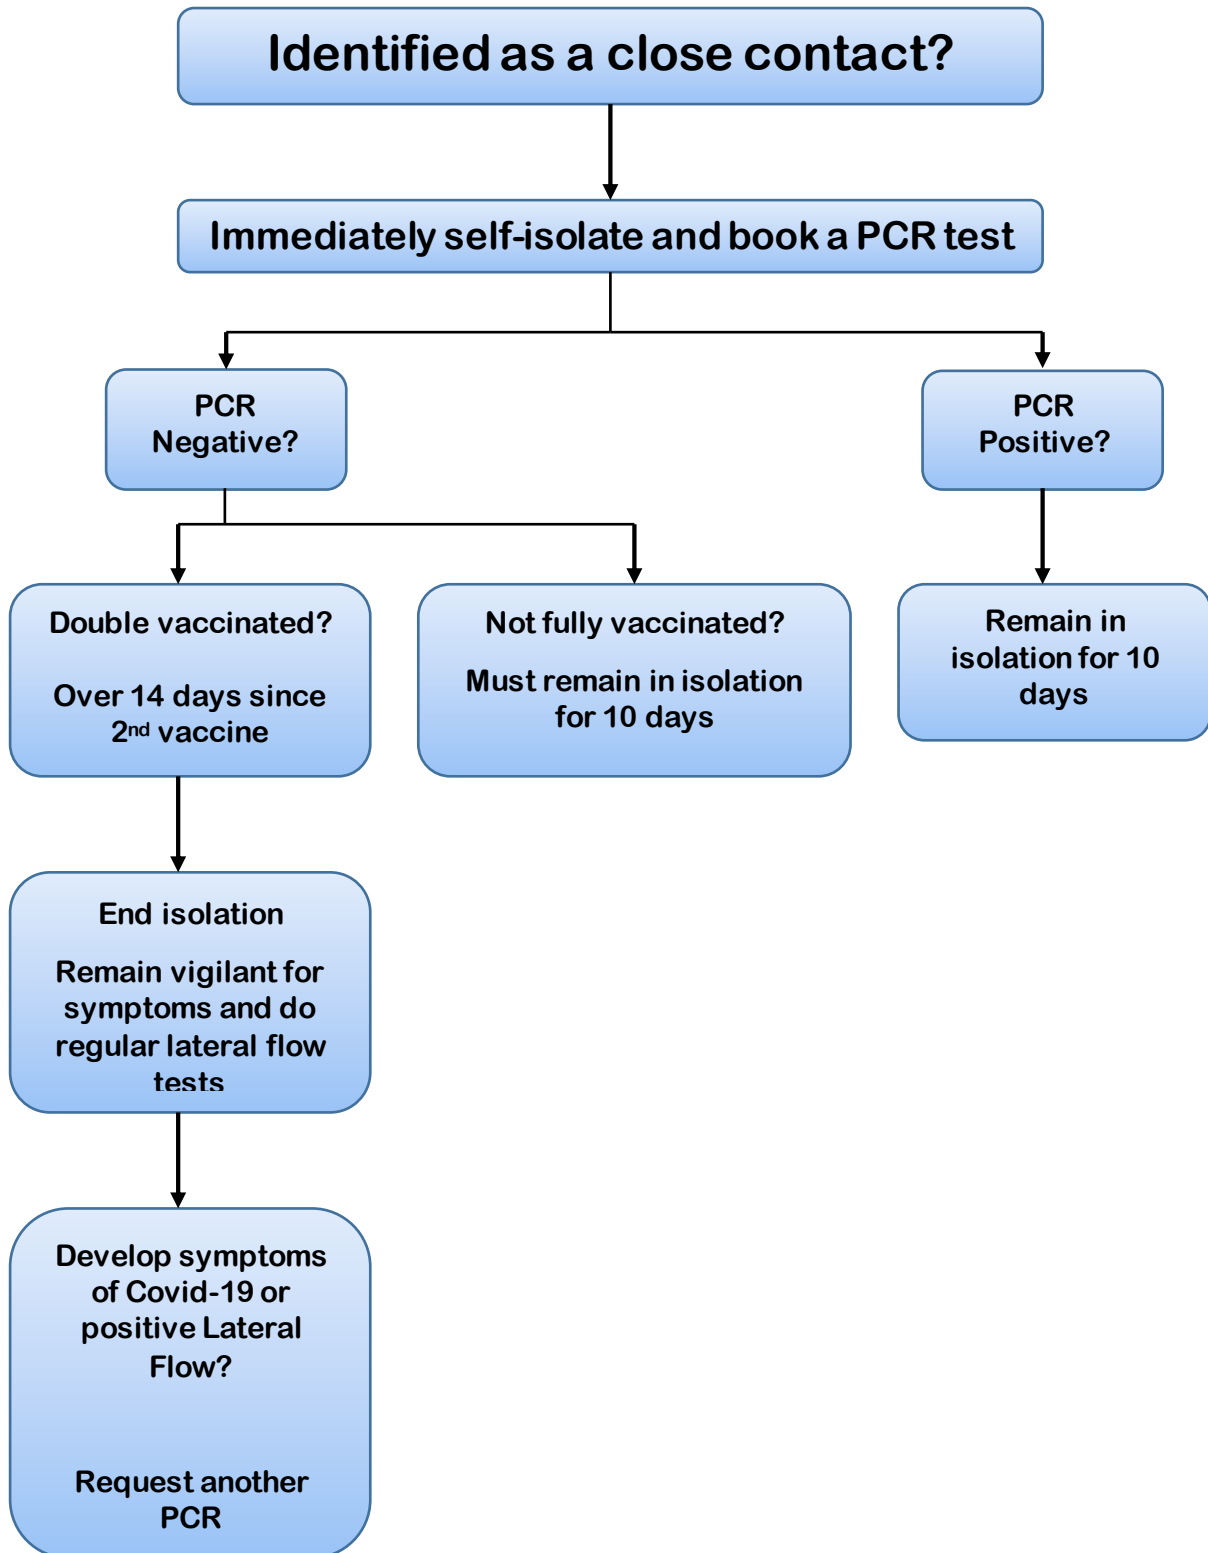 Identified as a close contact?
Immediately self-isolate and book a PCR test
PCR
Negative?
PCR
Positive?
Double vaccinated?
Over 14 days since
2nd vaccine
Not fully vaccinated?
Must remain in isolation
for 10 days
Remain in
isolation for 10
days
End isolation
Remain vigilant for
symptoms and do
regular lateral flow
tests
Develop symptoms
of Covid-19 or
positive Lateral
Flow?
Request another
PCR